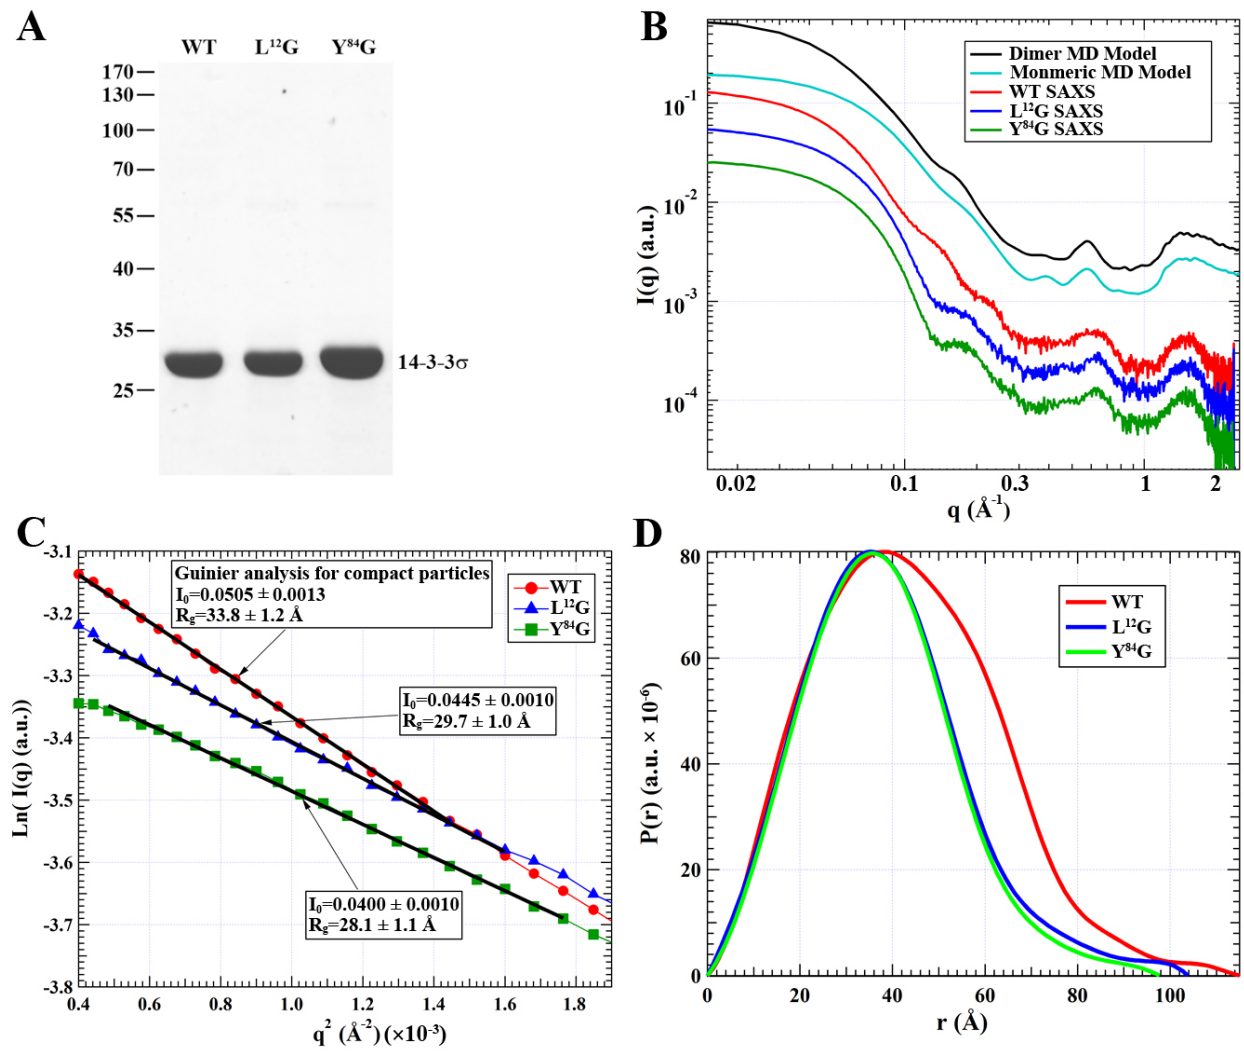 A
WT L¹²G Y⁸⁴G
170
130
100
70
55
40
35
25
14-3-3σ
B
Dimer MD Model
Monmeric MD Model
WT SAXS
L¹²G SAXS
Y⁸⁴G SAXS
10⁻¹
10⁻²
10⁻³
10⁻⁴
I(q) (a.u.)
0.02 0.1 0.3 1 2
q (Å⁻¹)
C
-3.1
-3.2
-3.3
-3.4
-3.5
-3.6
-3.7
-3.8
Ln( I(q) (a.u.))
Guinier analysis for compact particles
I₀=0.0505 ± 0.0013
R_g=33.8 ± 1.2 Å
WT
L¹²G
Y⁸⁴G
I₀=0.0445 ± 0.0010
R_g=29.7 ± 1.0 Å
I₀=0.0400 ± 0.0010
R_g=28.1 ± 1.1 Å
0.4 0.6 0.8 1.0 1.2 1.4 1.6 1.8
q² (Å⁻²) (×10⁻³)
D
80
60
40
20
0
P(r) (a.u. × 10⁻⁶)
WT
L¹²G
Y⁸⁴G
0 20 40 60 80 100
r (Å)